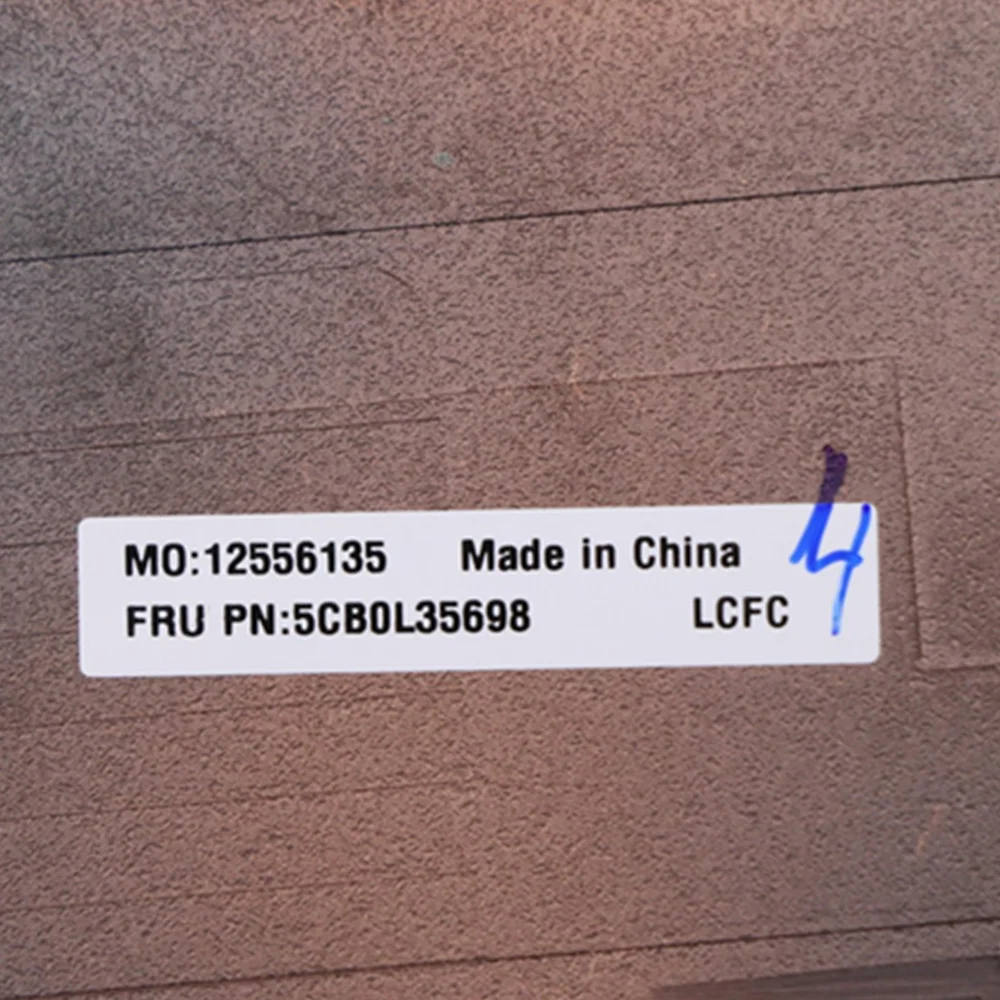 MO:12556135 Made in China 4
FRU PN:5CB0L35698 LCFC